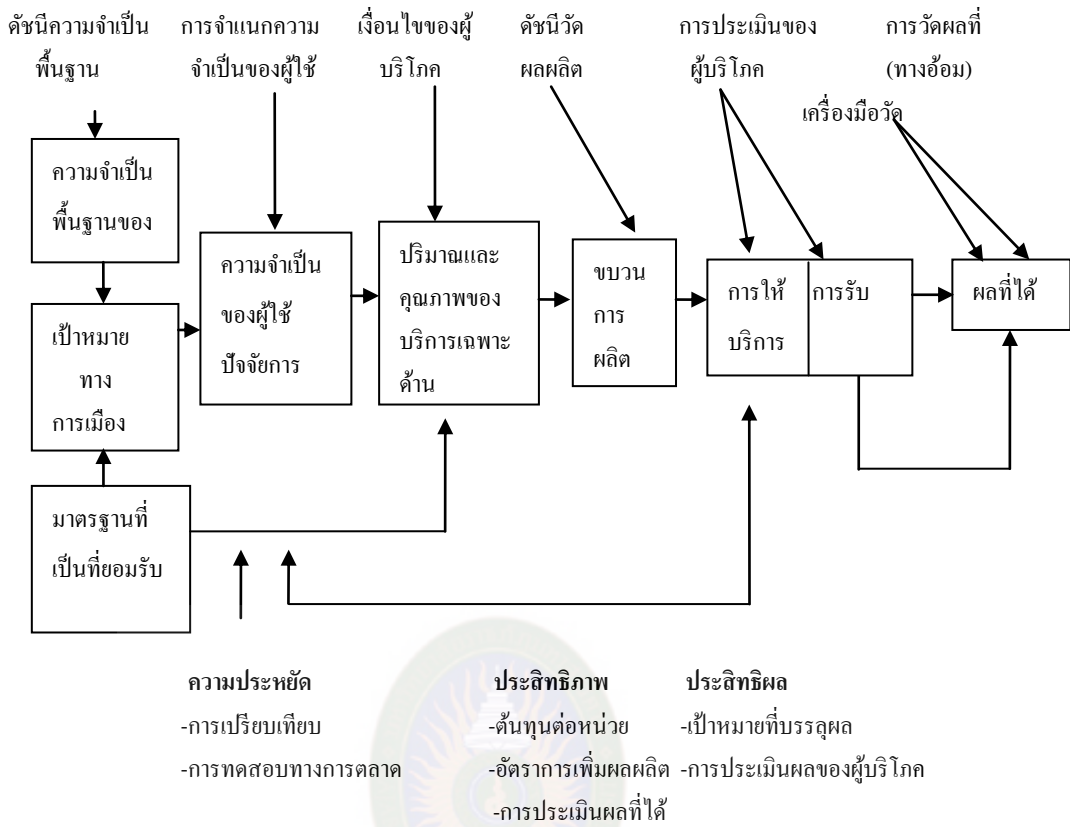 ดัชนีความจำเป็น
พื้นฐาน
การจำแนกความ
จำเป็นของผู้ใช้
เงื่อนไขของผู้
บริโภค
ดัชนีวัด
ผลผลิต
การประเมินของ
ผู้บริโภค
การวัดผลที่
(ทางอ้อม)
เครื่องมือวัด
ความจำเป็น
พื้นฐานของ
เป้าหมาย
ทาง
การเมือง
มาตรฐานที่
เป็นที่ยอมรับ
ความจำเป็น
ของผู้ใช้
ปัจจัยการ
ปริมาณและ
คุณภาพของ
บริการเฉพาะ
ด้าน
ขบวน
การ
ผลิต
การให้
บริการ
การรับ
ผลที่ได้
ความประหยัด
-การเปรียบเทียบ
-การทดสอบทางการตลาด
ประสิทธิภาพ
-ต้นทุนต่อหน่วย
-อัตราการเพิ่มผลผลิต
-การประเมินผลที่ได้
ประสิทธิผล
-เป้าหมายที่บรรลุผล
-การประเมินผลของผู้บริโภค